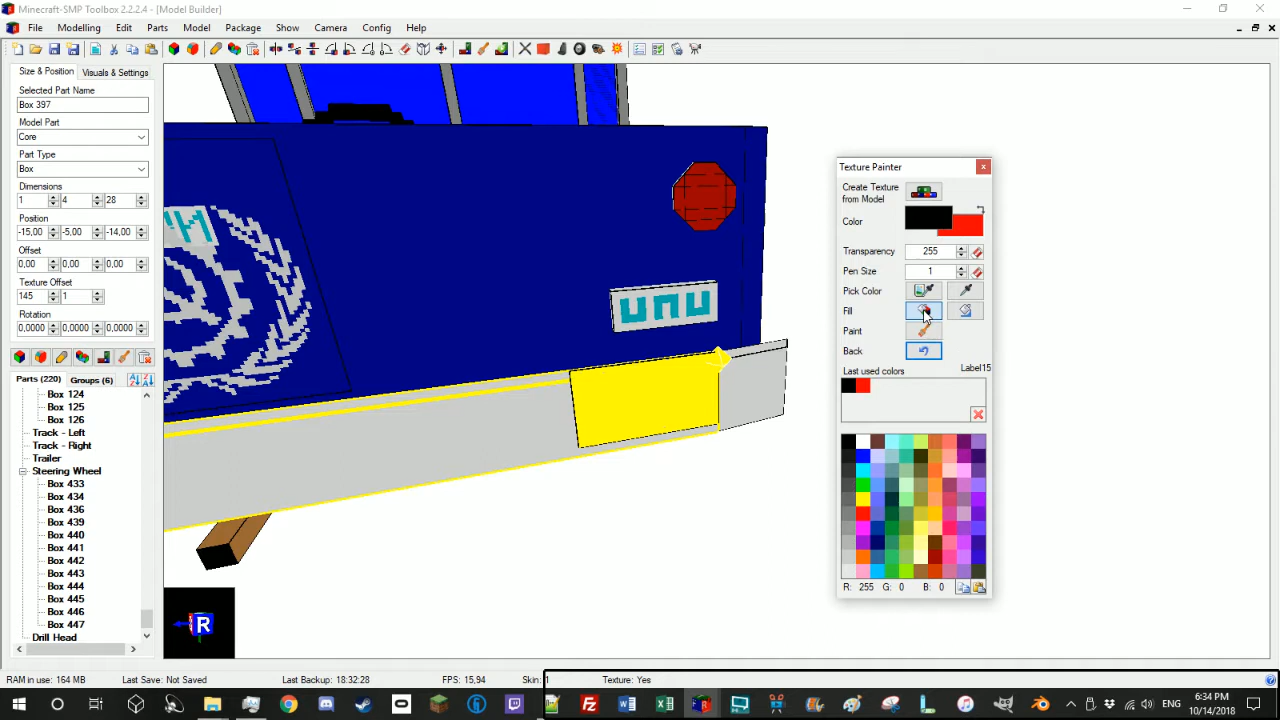 Minecraft-SMP Toolbox 2.2.2.4 - [Model Builder]
File Modelling Edit Parts Model Package Show Camera Config Help
Size & Position Visuals & Settings
Selected Part Name
Box 397
Model Part
Core
Part Type
Box
Dimensions
1 4 28
Position
-15,00 -5,00 -14,00
Offset
0,00 0,00 0,00
Texture Offset
145 1
Rotation
0,0000 0,0000 0,0000
Parts (220) Groups (6)
Box 124
Box 125
Box 126
Track - Left
Track - Right
Trailer
Steering Wheel
Box 433
Box 434
Box 436
Box 439
Box 440
Box 441
Box 442
Box 443
Box 444
Box 445
Box 446
Box 447
Drill Head
UNU
R
Texture Painter
Create Texture
from Model
Color
Transparency 255
Pen Size 1
Pick Color
Fill
Paint
Back
Label15
Last used colors
R: 255 G: 0 B: 0
RAM in use: 164 MB Last Save: Not Saved Last Backup: 18:32:28 FPS: 15,94 Skin: 1 Texture: Yes
ENG
6:34 PM
10/14/2018